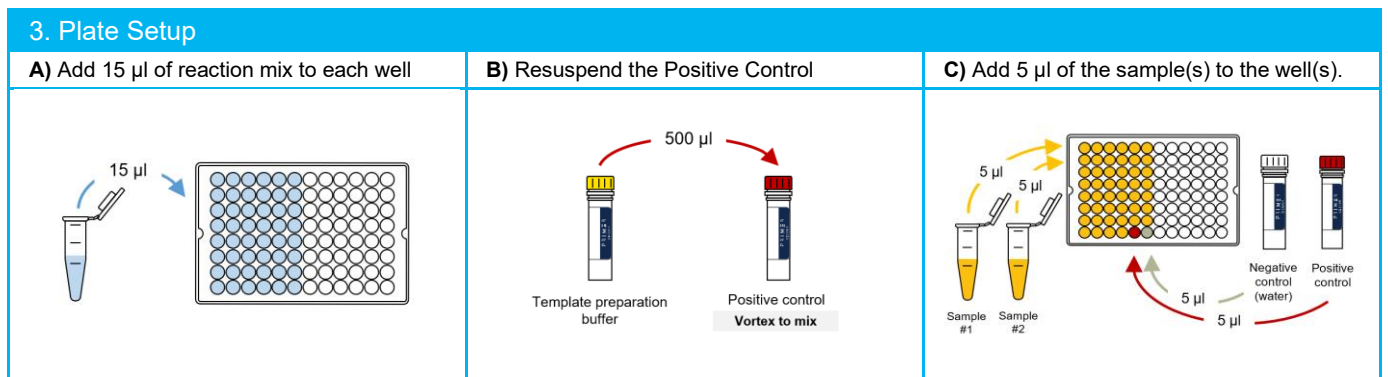 3. Plate Setup
A) Add 15 µl of reaction mix to each well
B) Resuspend the Positive Control
C) Add 5 µl of the sample(s) to the well(s).
15 µl
500 µl
Template preparation
buffer
Positive control
Vortex to mix
5 µl
5 µl
Sample
#1
Sample
#2
Negative
control
(water)
Positive
control
5 µl
5 µl